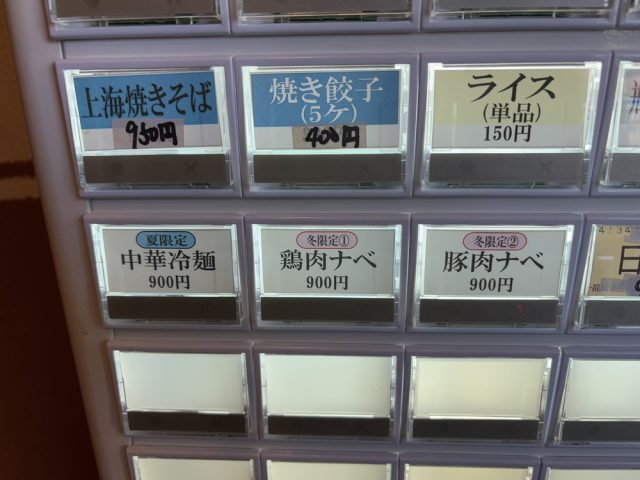 上海焼きそば
950円
焼き餃子
(5ケ)
400円
ライス
(単品)
150円
夏限定
中華冷麺
900円
冬限定①
鶏肉ナベ
900円
冬限定②
豚肉ナベ
900円
4:34
日